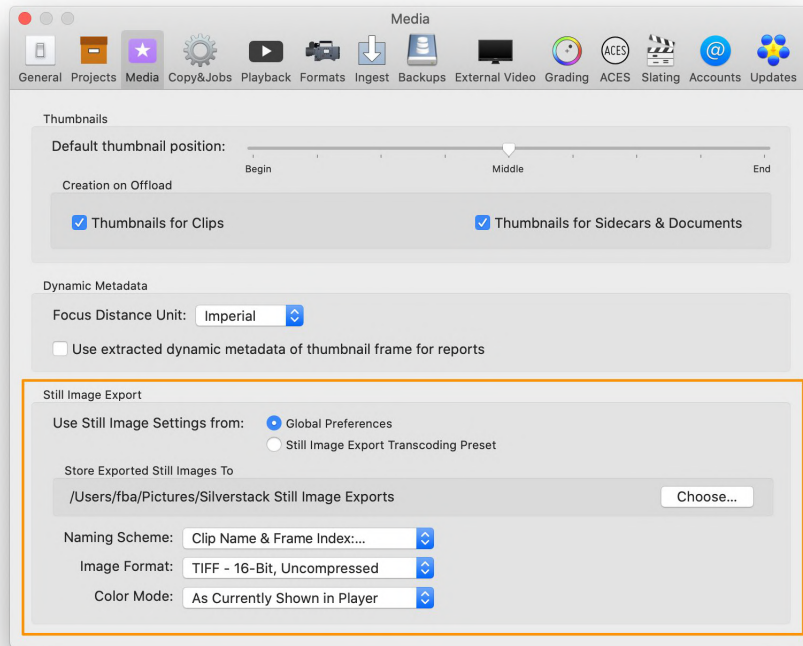 Media
General Projects Media Copy&Jobs Playback Formats Ingest Backups External Video Grading ACES Slating Accounts Updates
ACES
@
Thumbnails
Default thumbnail position:
Begin Middle End
Creation on Offload
Thumbnails for Clips Thumbnails for Sidecars & Documents
Dynamic Metadata
Focus Distance Unit: Imperial
Use extracted dynamic metadata of thumbnail frame for reports
Still Image Export
Use Still Image Settings from: Global Preferences
Still Image Export Transcoding Preset
Store Exported Still Images To
/Users/fba/Pictures/Silverstack Still Image Exports Choose...
Naming Scheme: Clip Name & Frame Index:...
Image Format: TIFF - 16-Bit, Uncompressed
Color Mode: As Currently Shown in Player